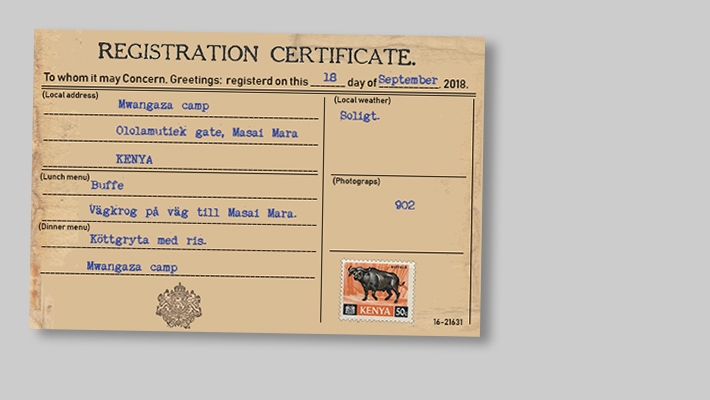 REGISTRATION CERTIFICATE.
To whom it may Concern. Greetings: registerd on this 18 day of September 2018.
(Local address)
Mwangaza camp
Ololamutiek gate, Masai Mara
KENYA
(Lunch menu) Buffe
Vägkrog på väg till Masai Mara.
(Dinner menu)
Köttgryta med ris.
Mwangaza camp
(Local weather)
Soligt.
(Photograps)
902
KENYA 50c
16-21631